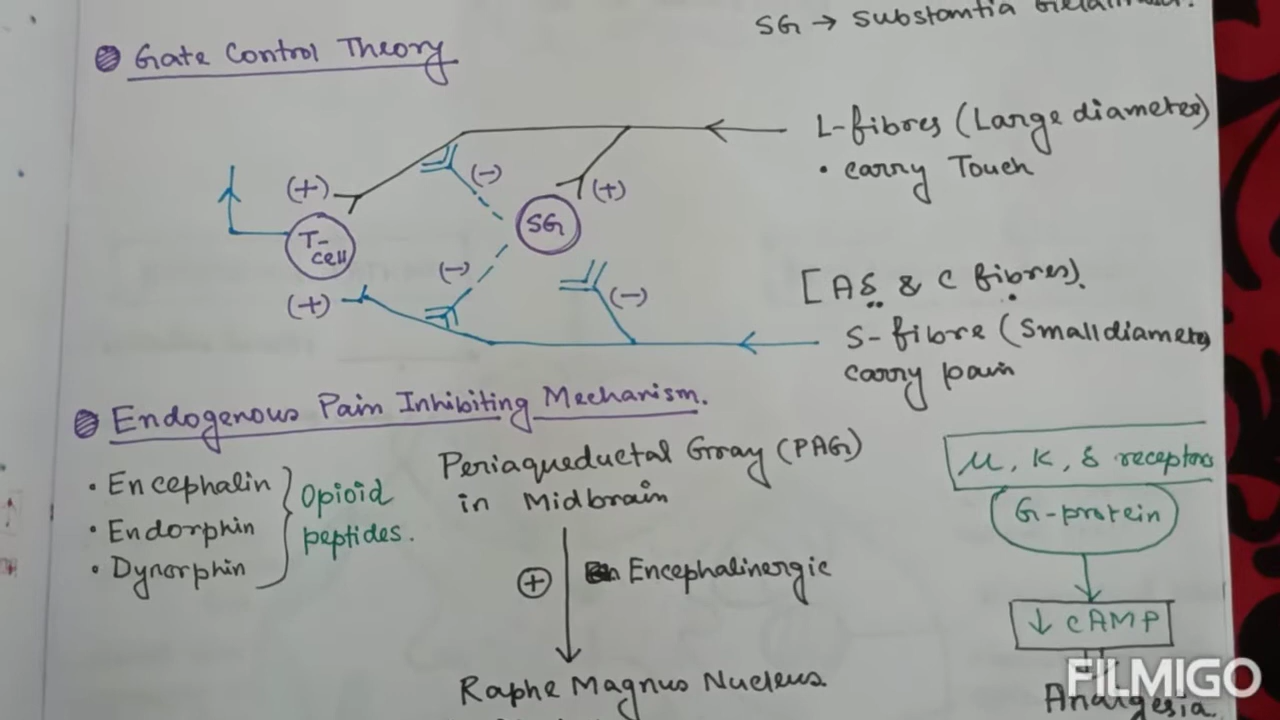 SG → Substantia
Gate Control Theory
L-fibres (Large diameter)
• carry Touch
(+)
(-)
(+)
SG
T-
cell
(-)
(+)
(-)
[Aδ & C fibres).
S-fibre (Small diameter
carry pain
Endogenous Pain Inhibiting Mechanism.
• Encephalin
• Endorphin
• Dynorphin
Opioid
peptides.
Periaqueductal Gray (PAG)
in Midbrain
+
Encephalinergic
Raphe Magnus Nucleus
μ, K, δ receptors
G-protein
↓ cAMP
Analgesia.
FILMIGO